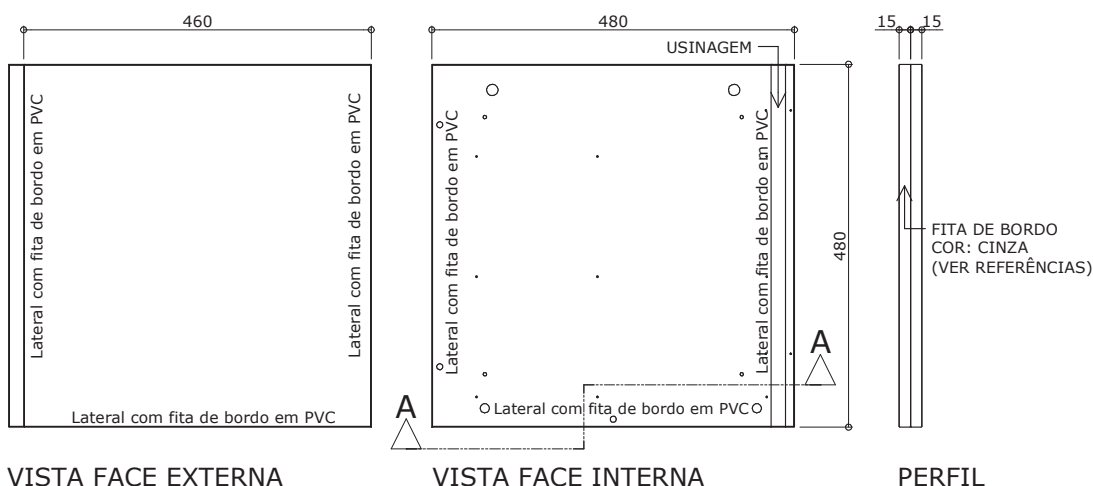 460
480
15
15
USINAGEM
Lateral com fita de bordo em PVC
Lateral com fita de bordo em PVC
Lateral com fita de bordo em PVC
Lateral com fita de bordo em PVC
480
FITA DE BORDO
COR: CINZA
(VER REFERÊNCIAS)
A
A
Lateral com fita de bordo em PVC
Lateral com fita de bordo em PVC
VISTA FACE EXTERNA
VISTA FACE INTERNA
PERFIL